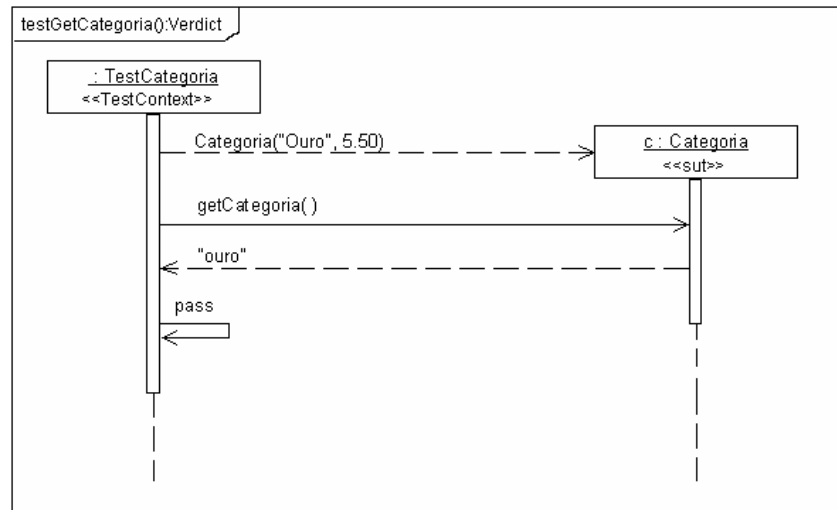 testGetCategoria():Verdict
: TestCategoria
<<TestContext>>
Categoria("Ouro", 5.50)
c : Categoria
<<sut>>
getCategoria( )
"ouro"
pass